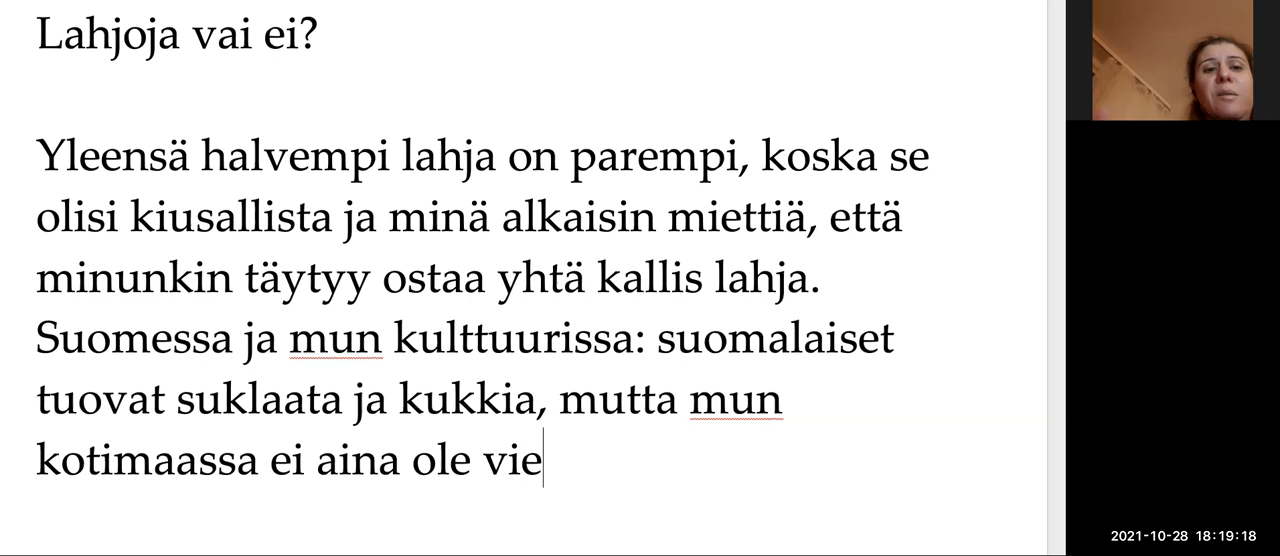 Lahjoja vai ei?
Yleensä halvempi lahja on parempi, koska se
olisi kiusallista ja minä alkaisin miettiä, että
minunkin täytyy ostaa yhtä kallis lahja.
Suomessa ja mun kulttuurissa: suomalaiset
tuovat suklaata ja kukkia, mutta mun
kotimaassa ei aina ole vie
2021-10-28 18:19:18